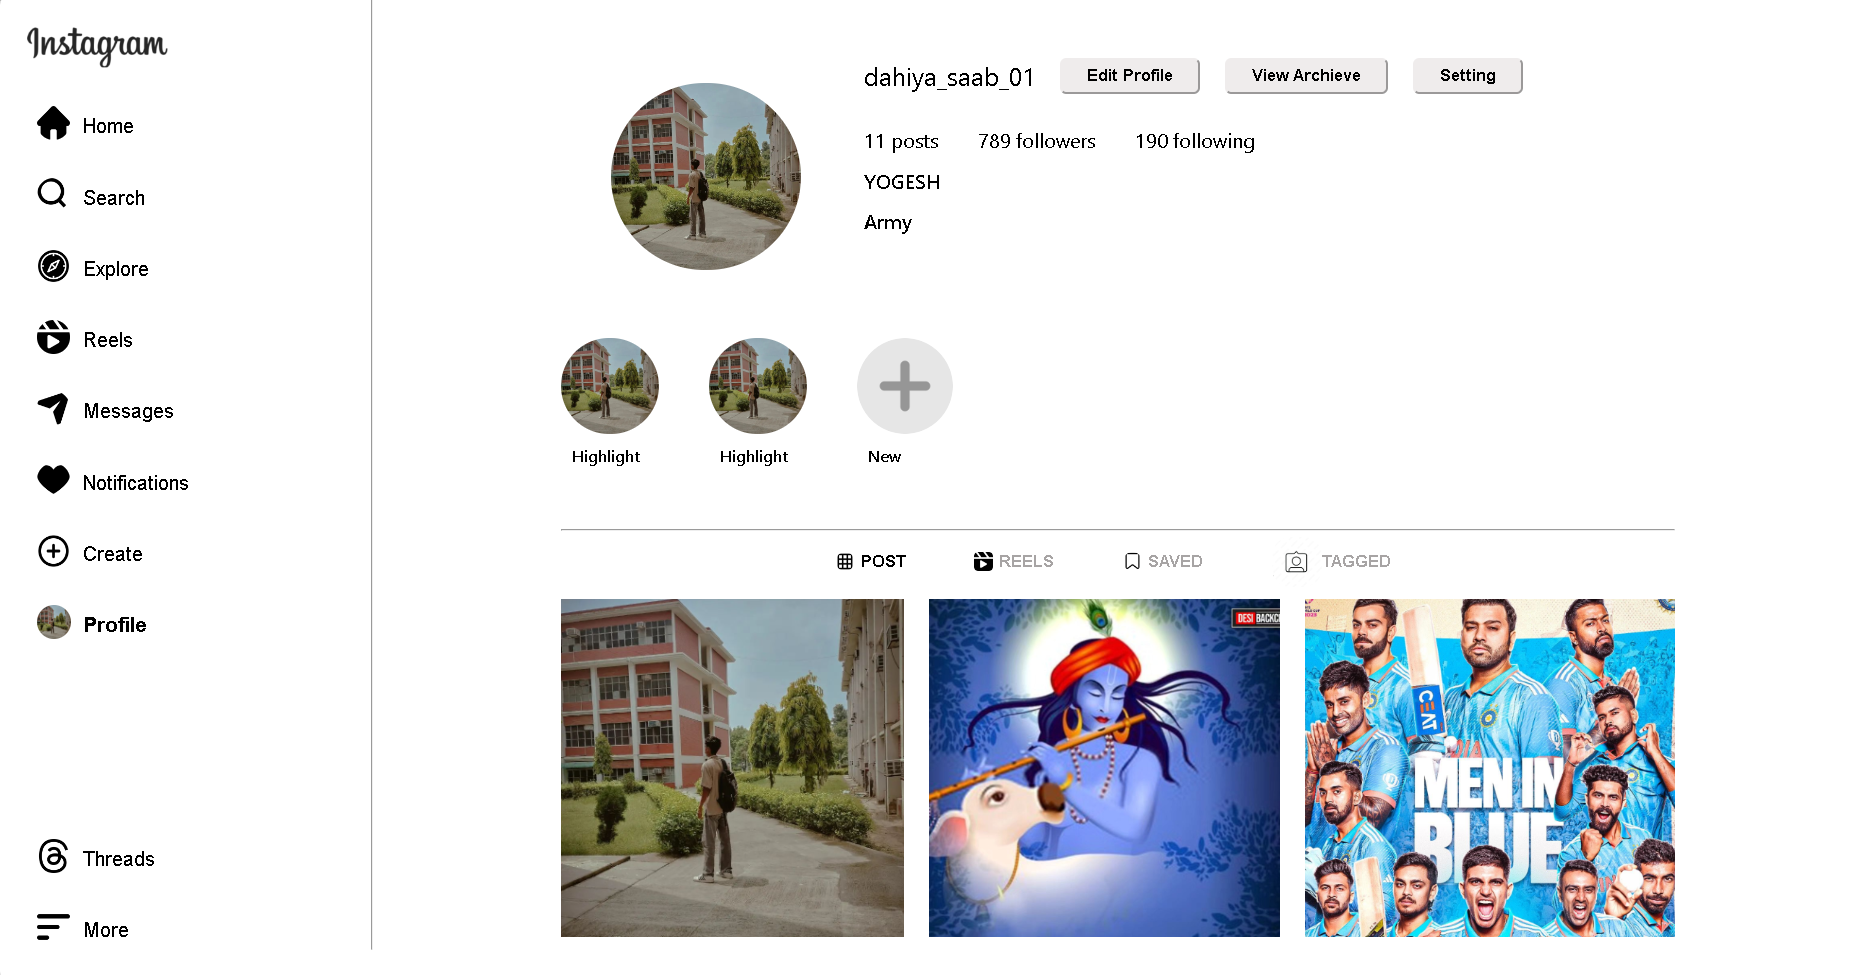 Instagram
Home
Search
Explore
Reels
Messages
Notifications
Create
Profile
Threads
More
dahiya_saab_01 Edit Profile View Archieve Setting
11 posts 789 followers 190 following
YOGESH
Army
Highlight Highlight New
POST REELS SAVED TAGGED
DESI BACKC
CEAT
MEN IN
BLUE